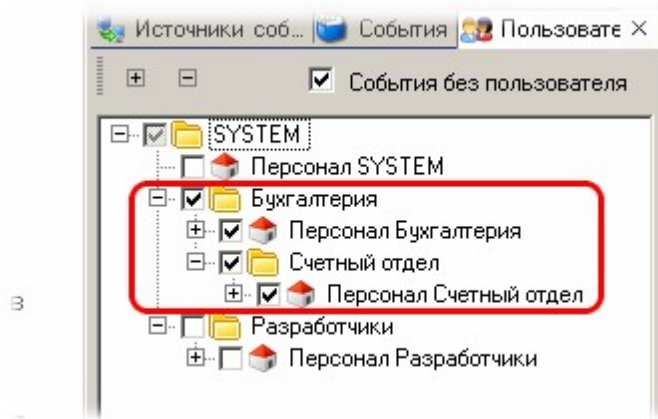 Источники соб... События Пользовате
События без пользователя
SYSTEM
Персонал SYSTEM
Бухгалтерия
Персонал Бухгалтерия
Счетный отдел
Персонал Счетный отдел
в
Разработчики
Персонал Разработчики